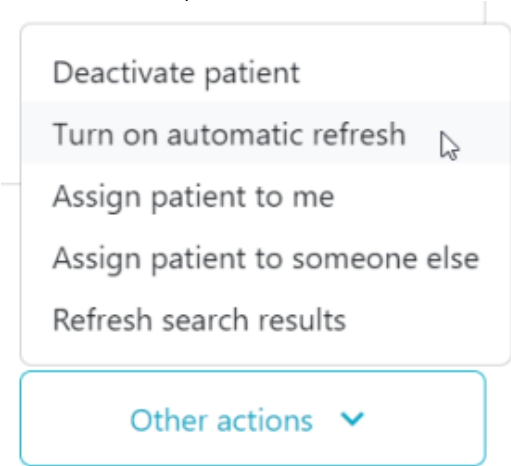 Deactivate patient
Turn on automatic refresh
Assign patient to me
Assign patient to someone else
Refresh search results
Other actions